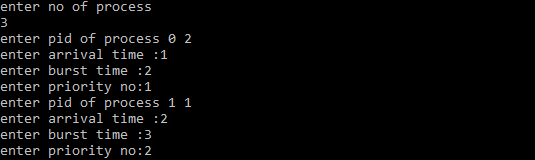 enter no of process
3
enter pid of process 0 2
enter arrival time :1
enter burst time :2
enter priority no:1
enter pid of process 1 1
enter arrival time :2
enter burst time :3
enter priority no:2